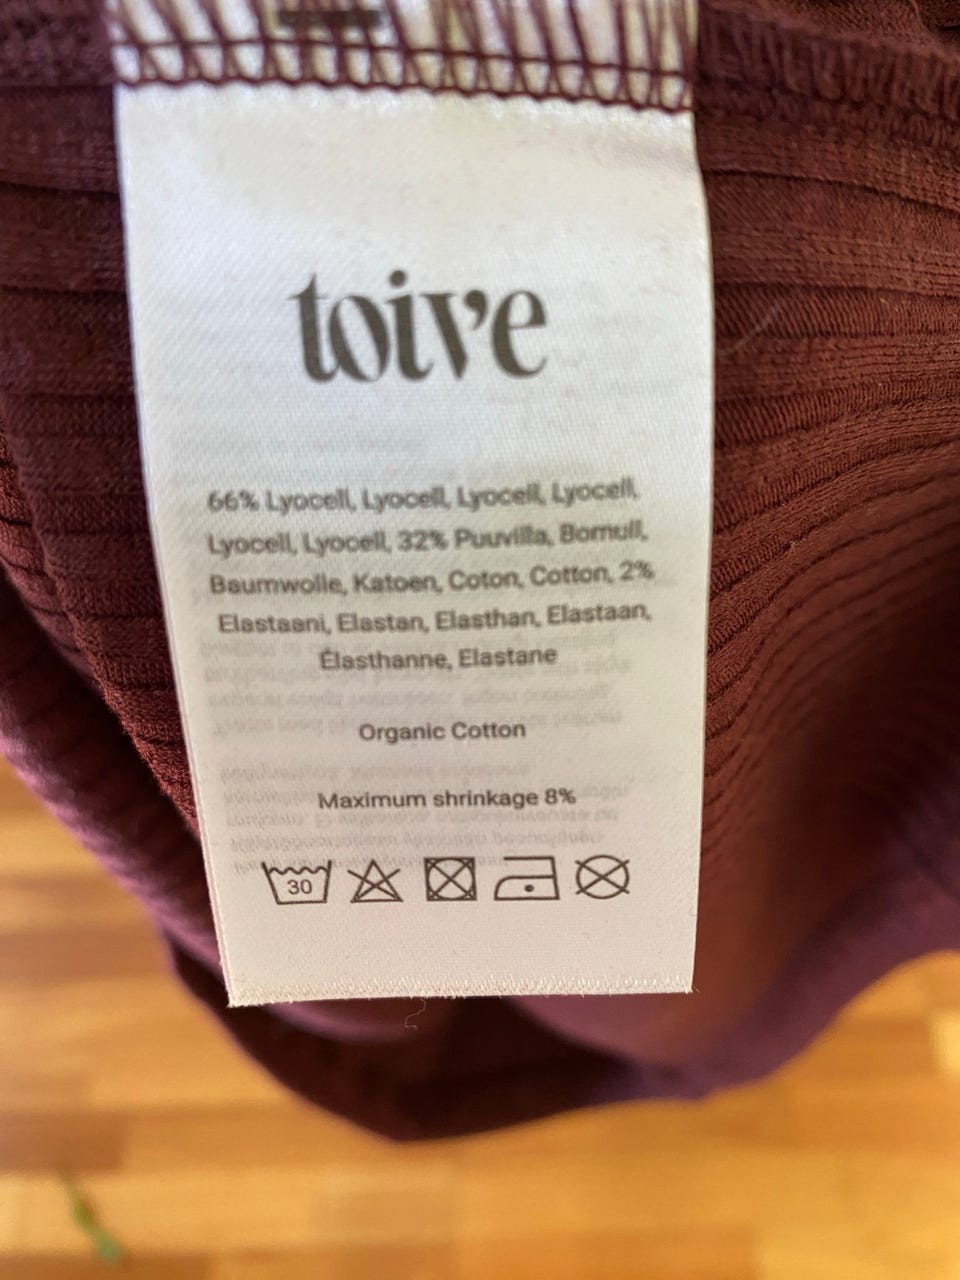 toive
66% Lyocell, Lyocell, Lyocell, Lyocell,
Lyocell, Lyocell, 32% Puuvilla, Bomull,
Baumwolle, Katoen, Coton, Cotton, 2%
Elastaani, Elastan, Elasthan, Elastaan,
Élasthanne, Elastane
Organic Cotton
Maximum shrinkage 8%
30